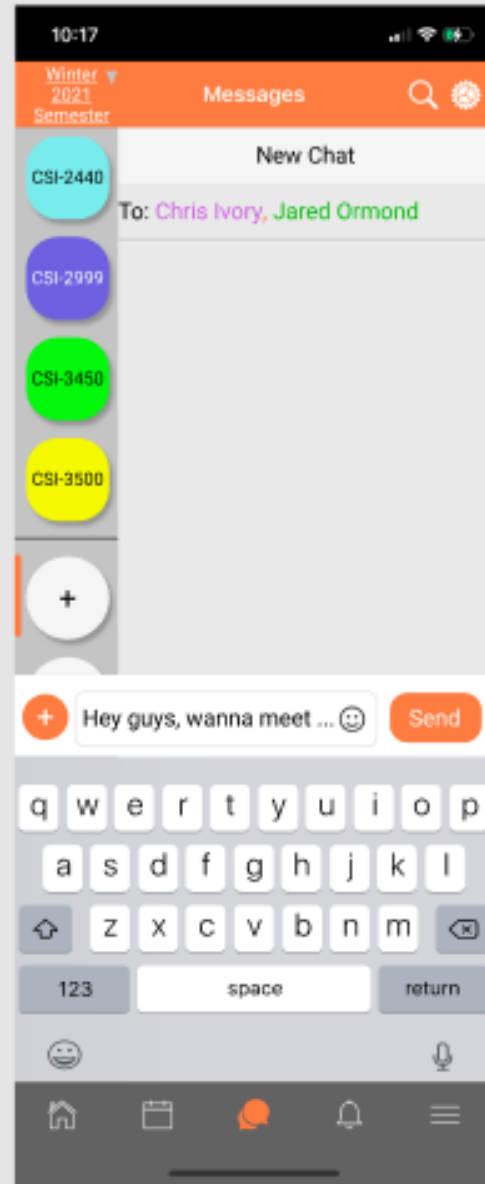 10:17
Winter
2021
Semester
Messages
New Chat
To: Chris Ivory, Jared Ormond
CSI-2440
CSI-2999
CSI-3450
CSI-3500
+
+
Hey guys, wanna meet ...
Send
q w e r t y u i o p
a s d f g h j k l
z x c v b n m
123
space
return